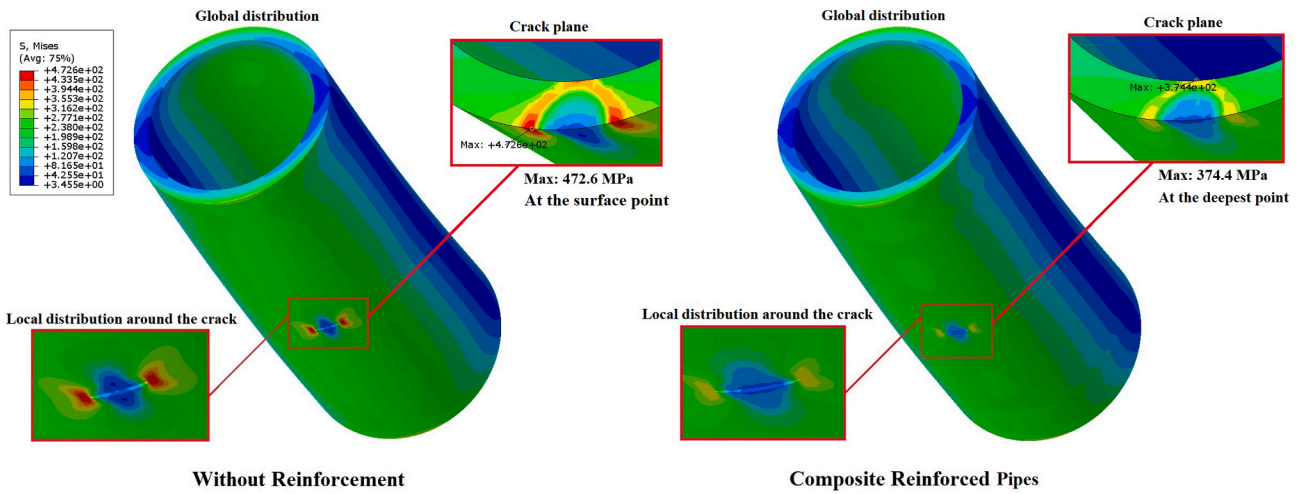 Global distribution
Crack plane
S, Mises
(Avg: 75%)
+4.726e+02
+4.335e+02
+3.944e+02
+3.553e+02
+3.162e+02
+2.771e+02
+2.380e+02
+1.989e+02
+1.598e+02
+1.207e+02
+8.165e+01
+4.255e+01
+3.455e+00
Max: +4.726e+02
Max: 472.6 MPa
At the surface point
Local distribution around the crack
Without Reinforcement
Global distribution
Crack plane
Max: +3.744e+02
Max: 374.4 MPa
At the deepest point
Local distribution around the crack
Composite Reinforced Pipes